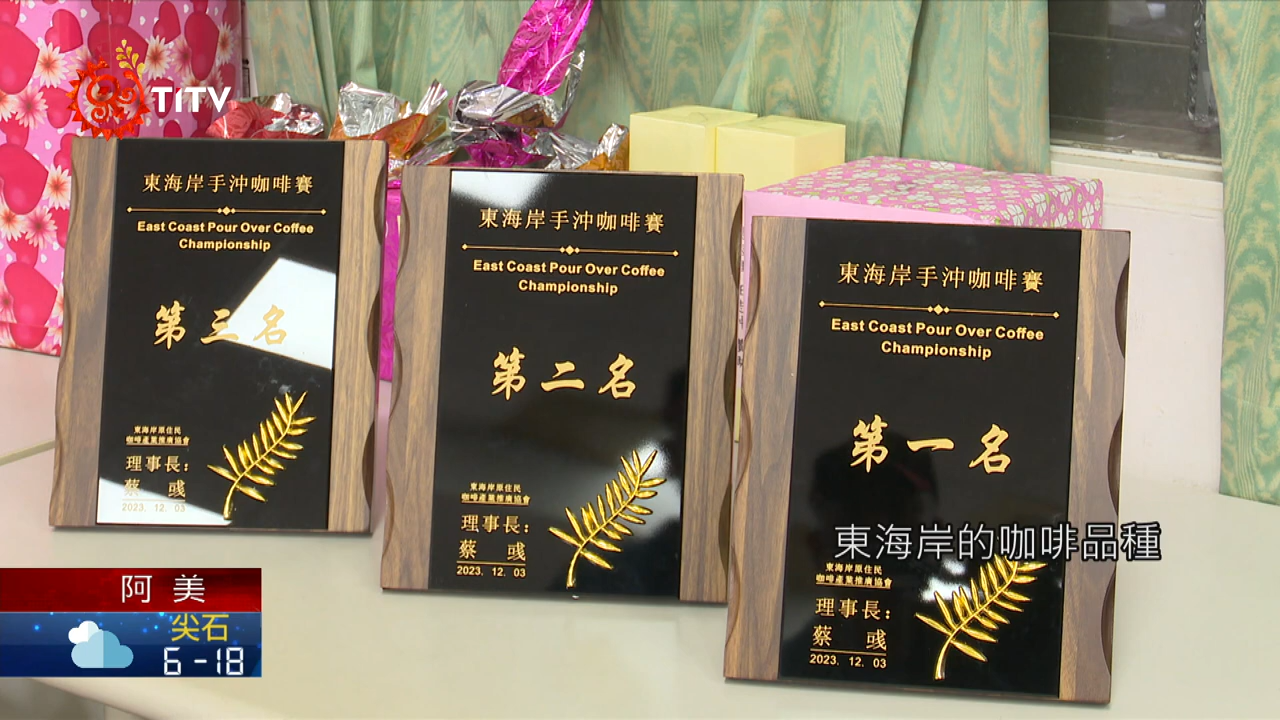 TiTV
東海岸手沖咖啡賽
East Coast Pour Over Coffee
Championship
第三名
東海岸原住民
咖啡產業推廣協會
理事長:
蔡 彧
2023. 12. 03
東海岸手沖咖啡賽
East Coast Pour Over Coffee
Championship
第二名
東海岸原住民
咖啡產業推廣協會
理事長:
蔡 彧
2023. 12. 03
東海岸手沖咖啡賽
East Coast Pour Over Coffee
Championship
第一名
東海岸原住民
咖啡產業推廣協會
理事長:
蔡 彧
2023. 12. 03
東海岸的咖啡品種
阿美
尖石
6-18